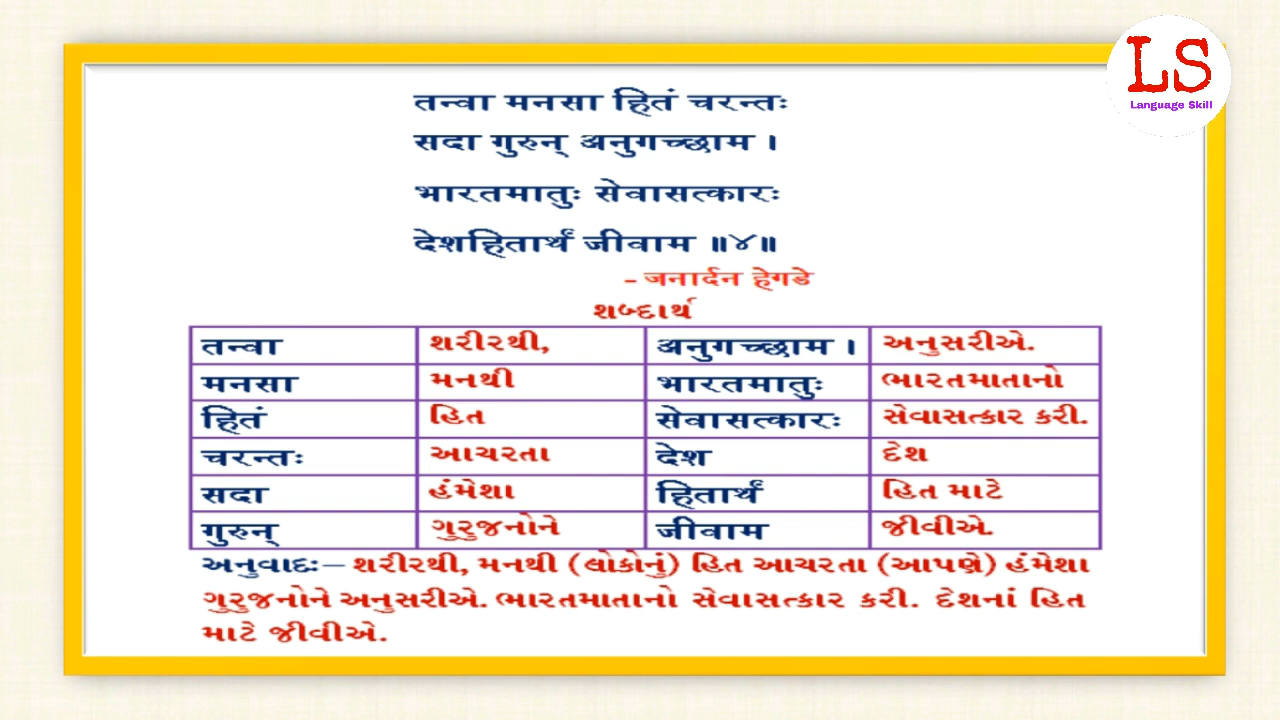 LS
Language Skill
तन्वा मनसा हितं चरन्तः
सदा गुरुन् अनुगच्छाम ।
भारतमातुः सेवासत्कारः
देशहितार्थं जीवाम ॥४॥
- जनार्दन हेगडे
શબ્દાર્થ
तन्वा શરીરથી, अनुगच्छाम । અનુસરીએ.
मनसा મનથી भारतमातुः ભારતમાતાનો
हितं હિત सेवासत्कारः સેવાસત્કાર કરી.
चरन्तः આચરતા देश દેશ
सदा હંમેશા हितार्थं હિત માટે
गुरुन् ગુરુજનોને जीवाम જીવીએ.
અનુવાદઃ– શરીરથી, મનથી (લોકોનું) હિત આચરતા (આપણે) હંમેશા
ગુરુજનોને અનુસરીએ. ભારતમાતાનો સેવાસત્કાર કરી. દેશનાં હિત
માટે જીવીએ.